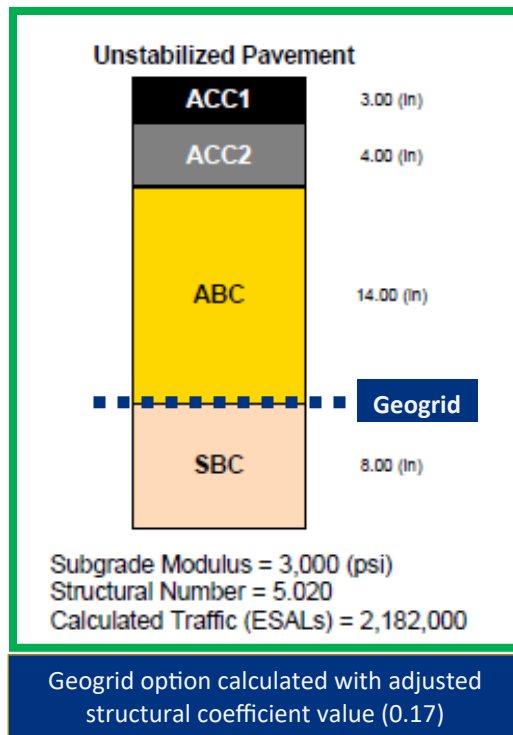 Unstabilized Pavement
ACC1 3.00 (in)
ACC2 4.00 (in)
ABC 14.00 (in)
Geogrid
SBC 8.00 (in)
Subgrade Modulus = 3,000 (psi)
Structural Number = 5.020
Calculated Traffic (ESALs) = 2,182,000
Geogrid option calculated with adjusted
structural coefficient value (0.17)